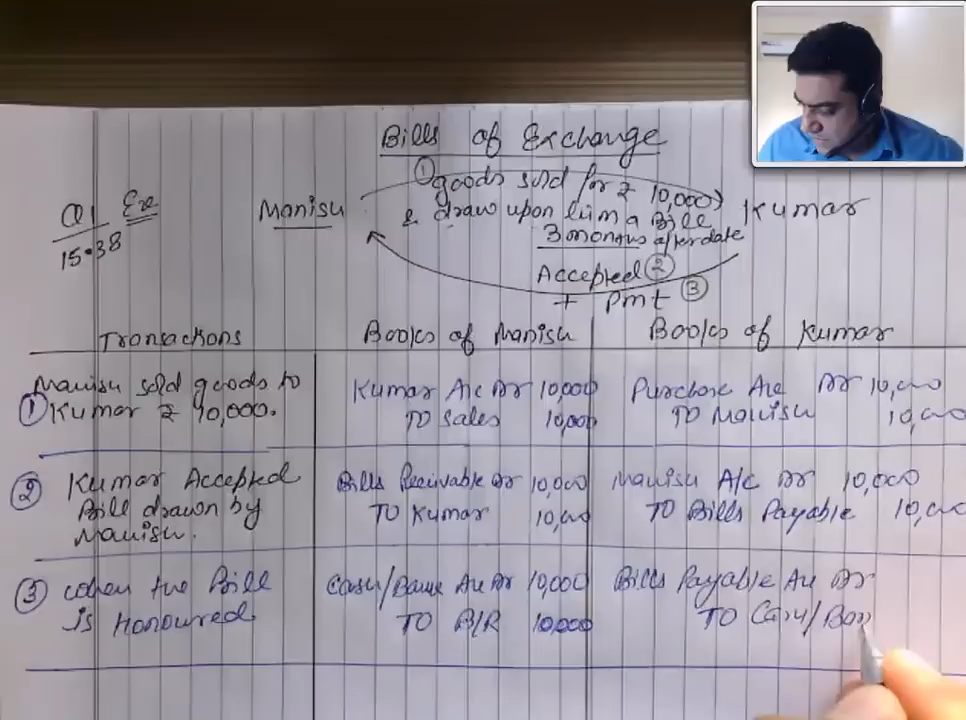 Bills of Exchange
Q1 Ex
15.38
Manish
① goods sold for ₹ 10,000
& draw upon him a Bill
3 months after date
Kumar
Accepted ②
+ Pmt ③
Transactions
Books of Manish
Books of Kumar
Manish sold goods to
① Kumar ₹ 10,000.
Kumar A/c Dr 10,000
TO Sales 10,000
Purchase A/c Dr 10,000
TO Manish 10,000
② Kumar Accepted
Bill drawn by
Manish.
Bills Receivable Dr 10,000
TO Kumar 10,000
Manish A/c Dr 10,000
TO Bills Payable 10,000
③ when the Bill
is Honoured
Cash/Bank A/c Dr 10,000
TO B/R 10,000
Bills Payable A/c Dr
TO Cash/Ban